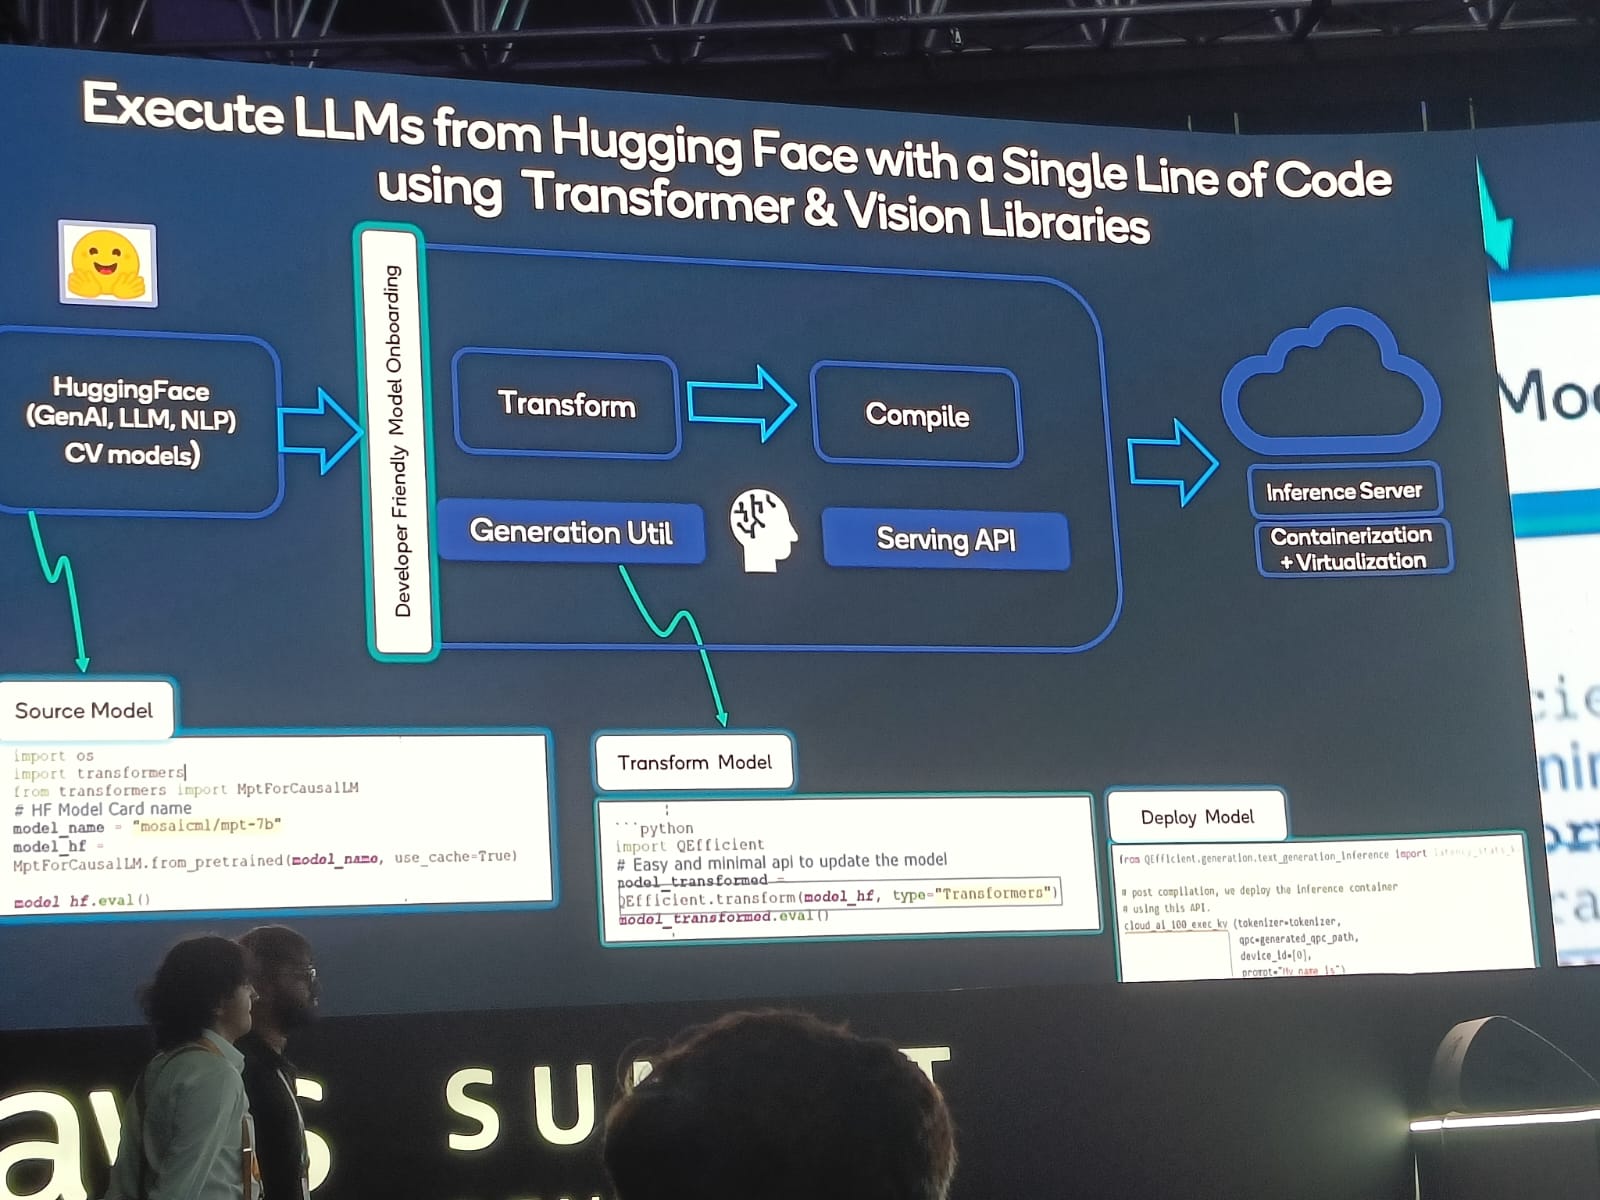 Execute LLMs from Hugging Face with a Single Line of Code
using Transformer & Vision Libraries
HuggingFace
(GenAI, LLM, NLP)
CV models)
Developer Friendly Model Onboarding
Transform
Compile
Generation Util
Serving API
Inference Server
Containerization
+ Virtualization
Source Model
import os
import transformers
from transformers import MptForCausalLM
# HF Model Card name
model_name = "mosaicml/mpt-7b"
model_hf =
MptForCausalLM.from_pretrained(model_name, use_cache=True)
model_hf.eval()
Transform Model
```python
import QEfficient
# Easy and minimal api to update the model
model_transformed =
QEfficient.transform(model_hf, type="Transformers")
model_transformed.eval()
Deploy Model
from QEfficient.generation.text_generation_inference import latency_stats_k
# post compilation, we deploy the inference container
# using this API.
cloud_ai_100_exec_kv (tokenizer=tokenizer,
qpc=generated_qpc_path,
device_id=[0],
prompt="My name is")
aws SUMMIT